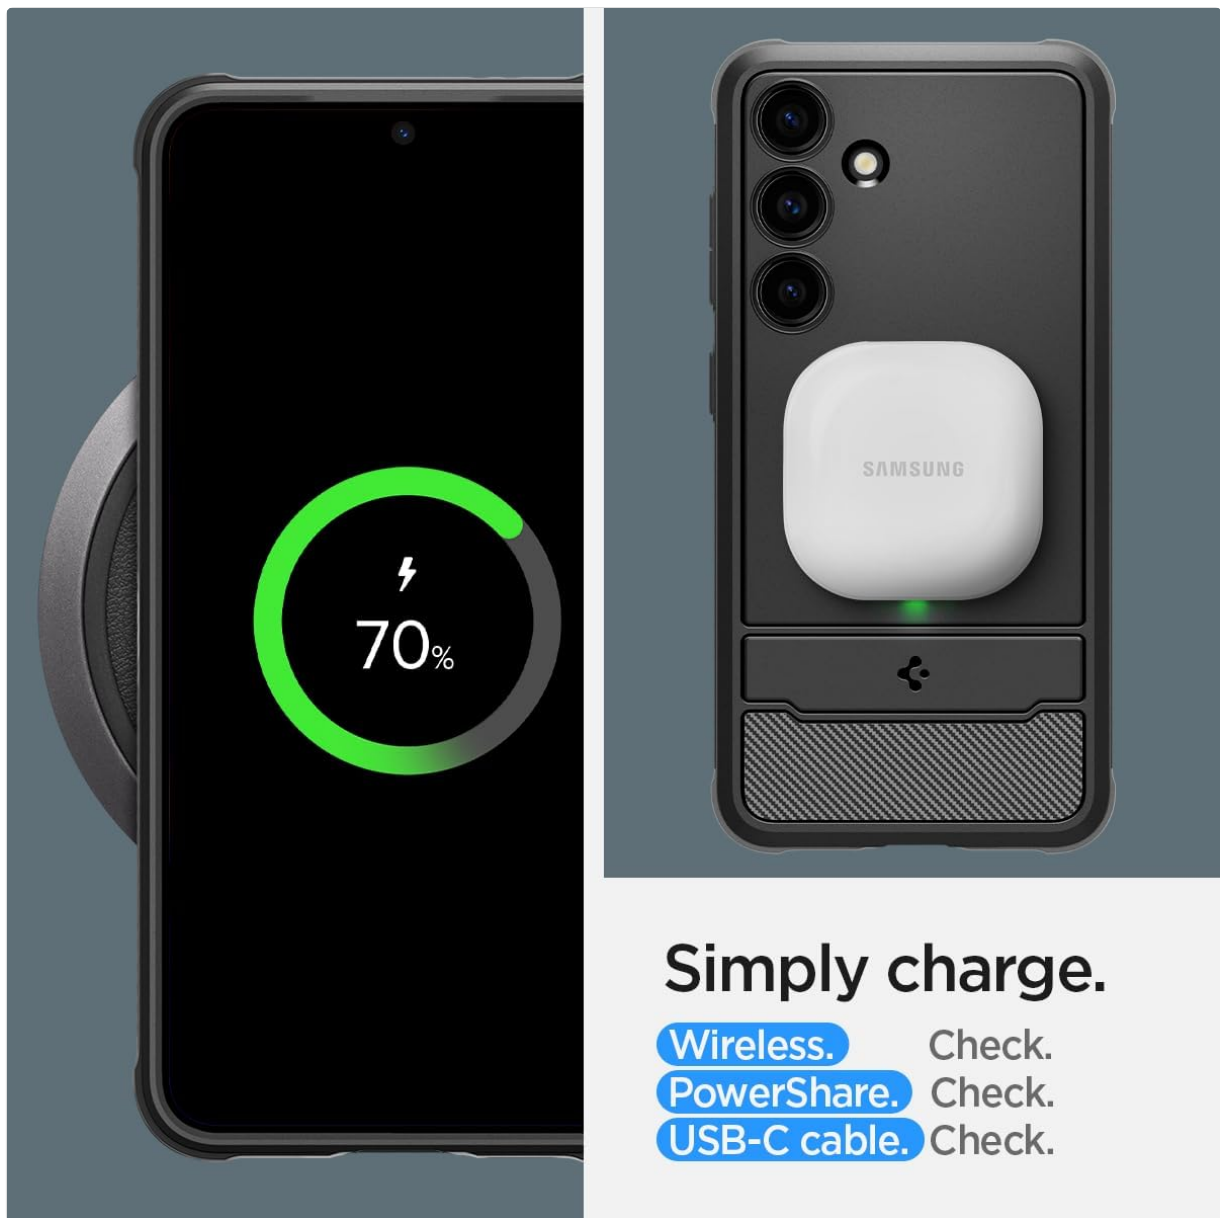 70%
SAMSUNG
Simply charge.
Wireless. Check.
PowerShare. Check.
USB-C cable. Check.